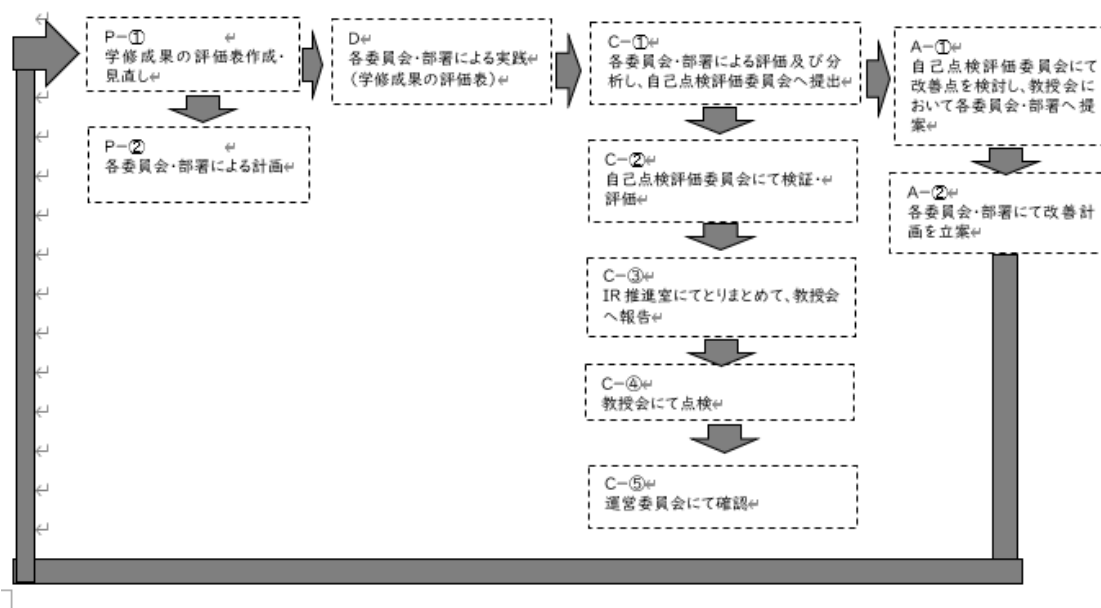 P－①
学修成果の評価表作成・
見直し
P－②
各委員会・部署による計画
D
各委員会・部署による実践
（学修成果の評価表）
C－①
各委員会・部署による評価及び分
析し、自己点検評価委員会へ提出
C－②
自己点検評価委員会にて検証・
評価
C－③
IR 推進室にてとりまとめて、教授会
へ報告
C－④
教授会にて点検
C－⑤
運営委員会にて確認
A－①
自己点検評価委員会にて
改善点を検討し、教授会に
おいて各委員会・部署へ提
案
A－②
各委員会・部署にて改善計
画を立案